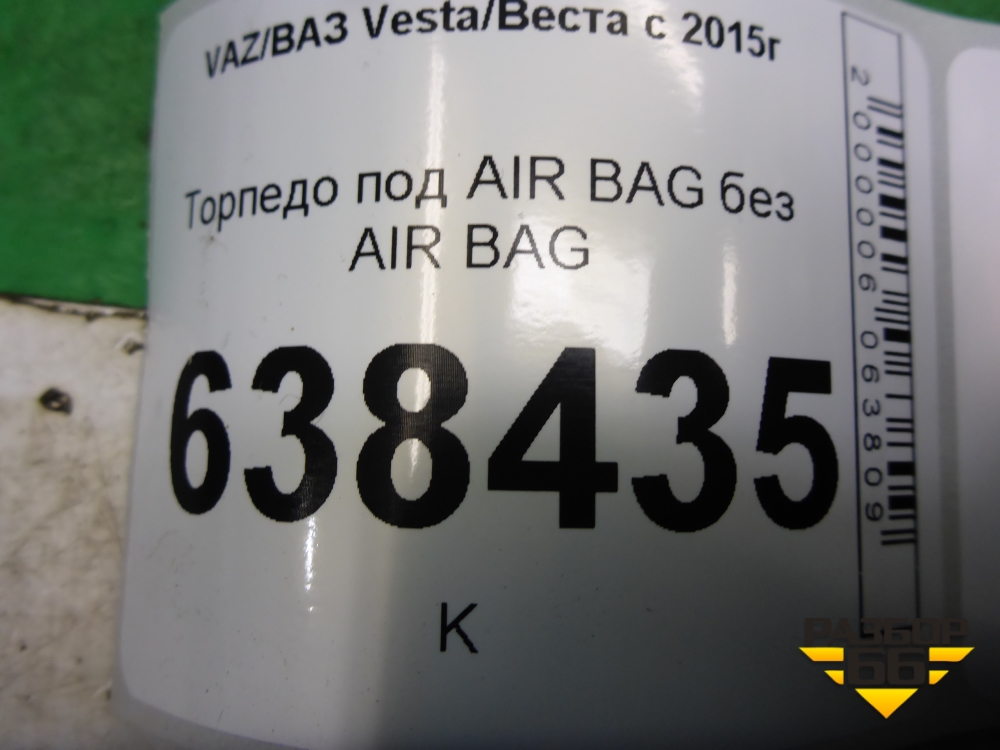 VAZ/ВАЗ Vesta/Веста с 2015г
Торпедо под AIR BAG без
AIR BAG
638435
K
2000006063809
РАЗБОР
66